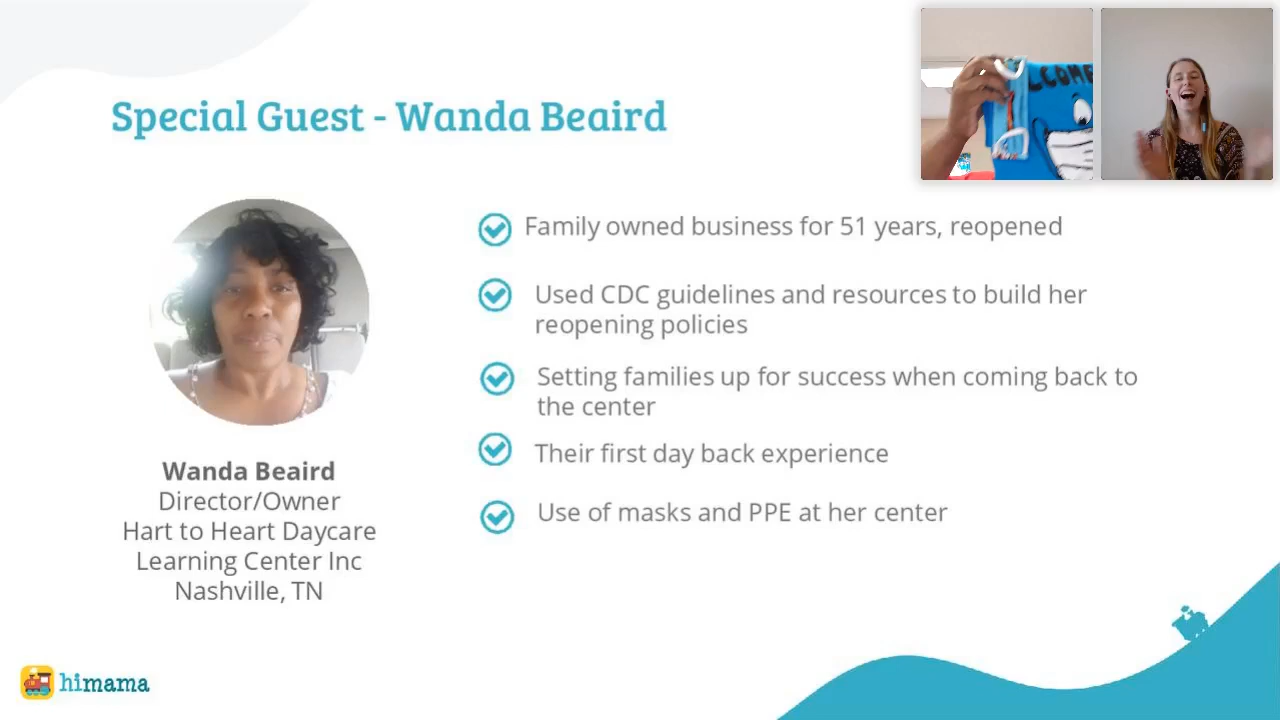 Special Guest - Wanda Beaird
Family owned business for 51 years, reopened
Used CDC guidelines and resources to build her
reopening policies
Setting families up for success when coming back to
the center
Their first day back experience
Use of masks and PPE at her center
Wanda Beaird
Director/Owner
Hart to Heart Daycare
Learning Center Inc
Nashville, TN
himama